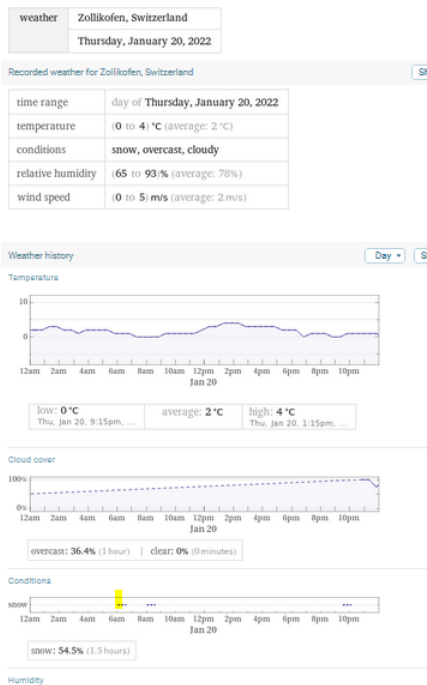 weather Zollikofen, Switzerland
Thursday, January 20, 2022
Recorded weather for Zollikofen, Switzerland
time range day of Thursday, January 20, 2022
temperature (0 to 4) °C (average: 2 °C)
conditions snow, overcast, cloudy
relative humidity (65 to 93)% (average: 78%)
wind speed (0 to 5) m/s (average: 2 m/s)
Weather history Day
Temperature
10
0
12am 2am 4am 6am 8am 10am 12pm 2pm 4pm 6pm 8pm 10pm
Jan 20
low: 0 °C average: 2 °C high: 4 °C
Thu, Jan 20, 9:15pm, ... Thu, Jan 20, 1:15pm, ...
Cloud cover
100%
0%
12am 2am 4am 6am 8am 10am 12pm 2pm 4pm 6pm 8pm 10pm
Jan 20
overcast: 36.4% (1 hour) | clear: 0% (0 minutes)
Conditions
snow
12am 2am 4am 6am 8am 10am 12pm 2pm 4pm 6pm 8pm 10pm
Jan 20
snow: 54.5% (1.5 hours)
Humidity